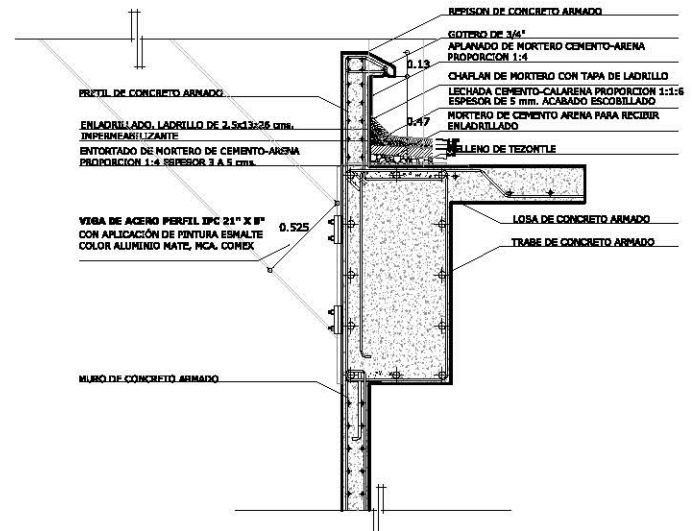 REPISON DE CONCRETO ARMADO
GOTERO DE 3/4"
APLANADO DE MORTERO CEMENTO-ARENA
PROPORCION 1:4
0.13
CHAFLAN DE MORTERO CON TAPA DE LADRILLO
PRETIL DE CONCRETO ARMADO
LECHADA CEMENTO-CALARENA PROPORCION 1:1:6
ESPESOR DE 5 mm. ACABADO ESCOBILLADO
0.47
MORTERO DE CEMENTO ARENA PARA RECIBIR
ENLADRILLADO
ENLADRILLADO. LADRILLO DE 2.5x13x26 cms.
IMPERMEABILIZANTE
ENTORTADO DE MORTERO DE CEMENTO-ARENA
PROPORCION 1:4 ESPESOR 3 A 5 cms.
RELLENO DE TEZONTLE
VIGA DE ACERO PERFIL IPC 21" X 8"
CON APLICACIÓN DE PINTURA ESMALTE
COLOR ALUMINIO MATE, MCA. COMEX
0.525
LOSA DE CONCRETO ARMADO
TRABE DE CONCRETO ARMADO
MURO DE CONCRETO ARMADO